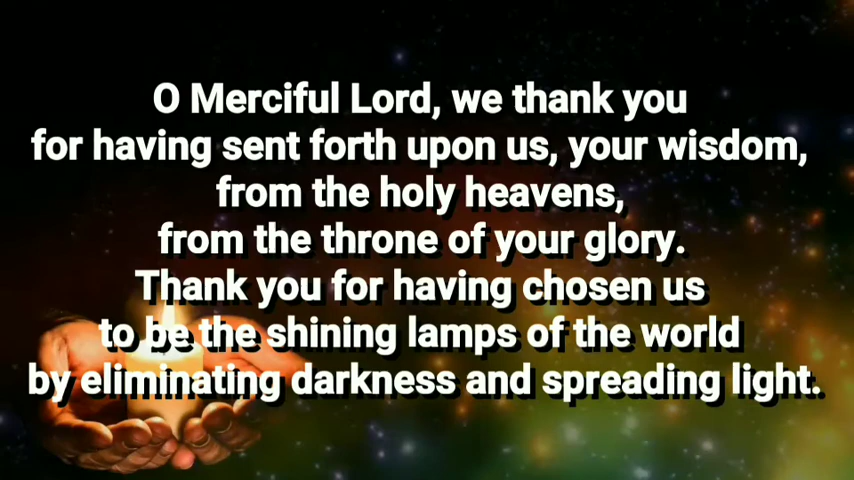 O Merciful Lord, we thank you
for having sent forth upon us, your wisdom,
from the holy heavens,
from the throne of your glory.
Thank you for having chosen us
to be the shining lamps of the world
by eliminating darkness and spreading light.